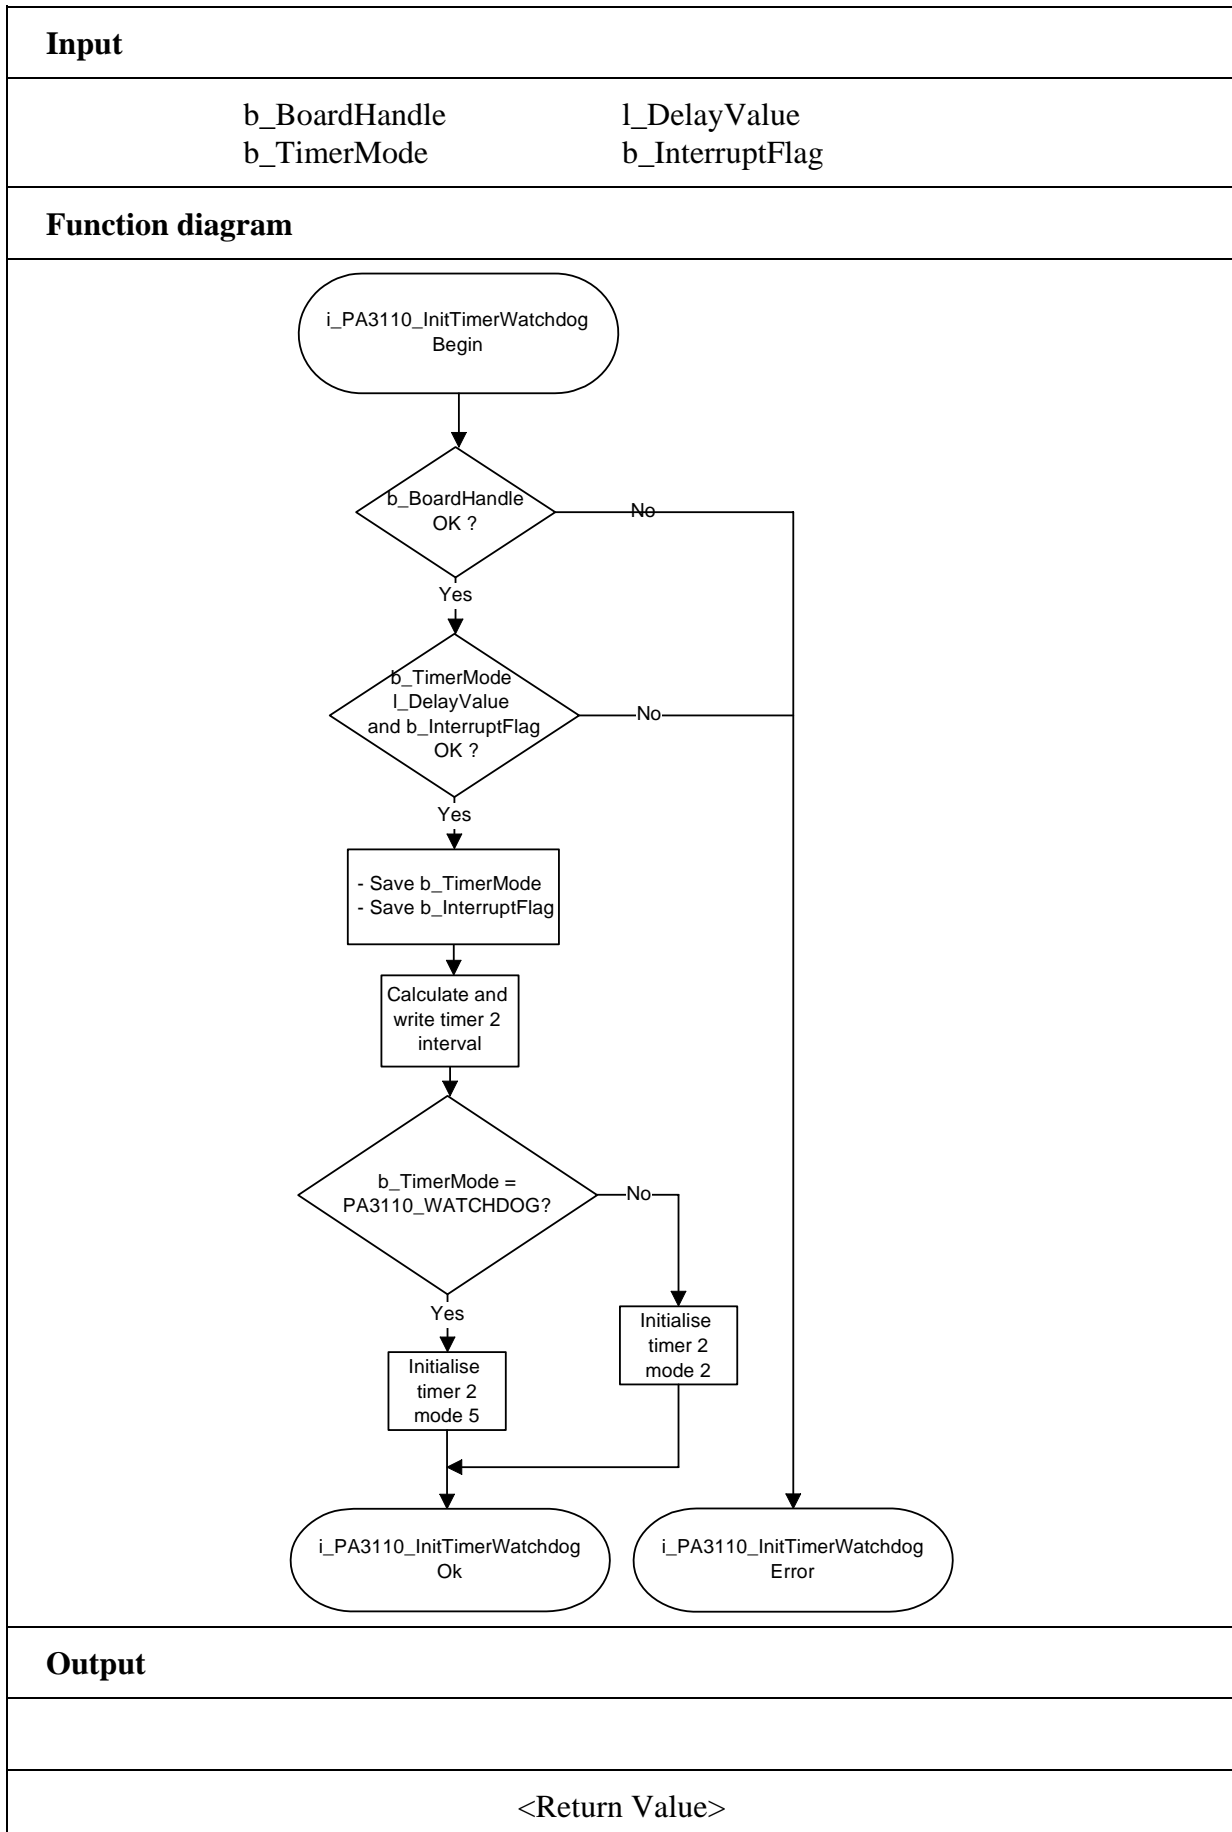 Input
b_BoardHandle l_DelayValue
b_TimerMode b_InterruptFlag
Function diagram
i_PA3110_InitTimerWatchdog
Begin
b_BoardHandle
OK ?
No
Yes
b_TimerMode
l_DelayValue
and b_InterruptFlag
OK ?
No
Yes
- Save b_TimerMode
- Save b_InterruptFlag
Calculate and
write timer 2
interval
b_TimerMode =
PA3110_WATCHDOG?
No
Yes
Initialise
timer 2
mode 2
Initialise
timer 2
mode 5
i_PA3110_InitTimerWatchdog
Ok
i_PA3110_InitTimerWatchdog
Error
Output
<Return Value>